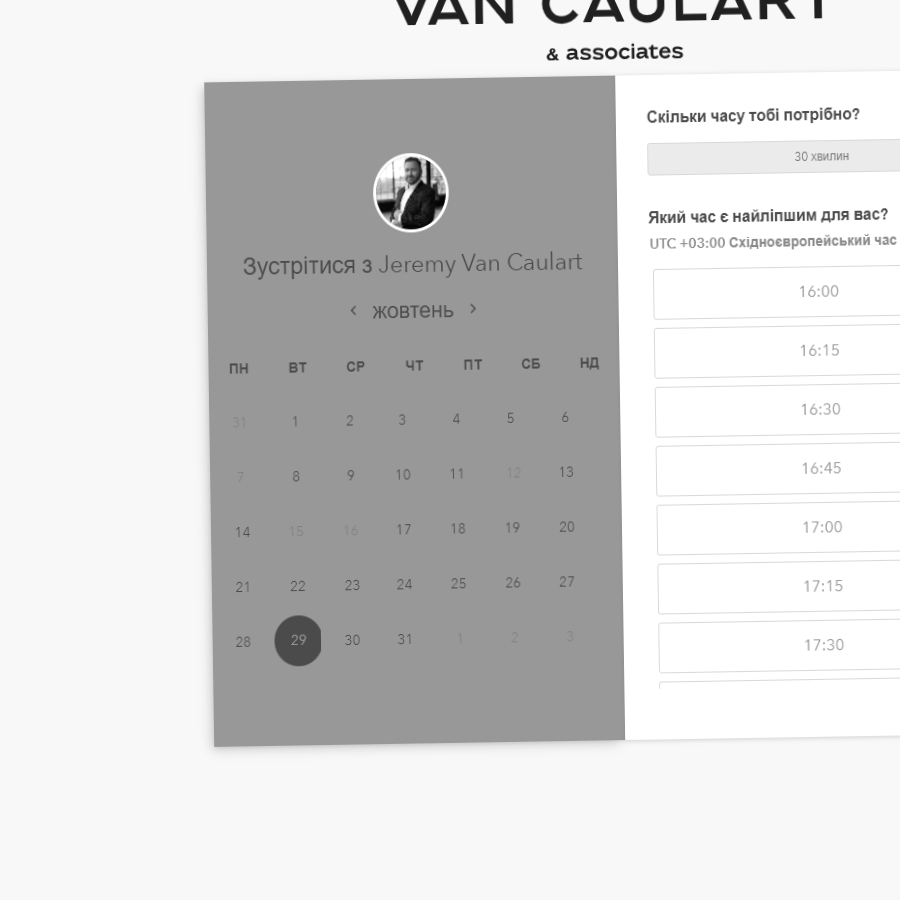 VAN CAULART
& associates
Зустрітися з Jeremy Van Caulart
‹ жовтень ›
ПН ВТ СР ЧТ ПТ СБ НД
31 1 2 3 4 5 6
7 8 9 10 11 12 13
14 15 16 17 18 19 20
21 22 23 24 25 26 27
28 29 30 31 1 2 3
Скільки часу тобі потрібно?
30 хвилин
Який час є найліпшим для вас?
UTC +03:00 Східноєвропейський час
16:00
16:15
16:30
16:45
17:00
17:15
17:30